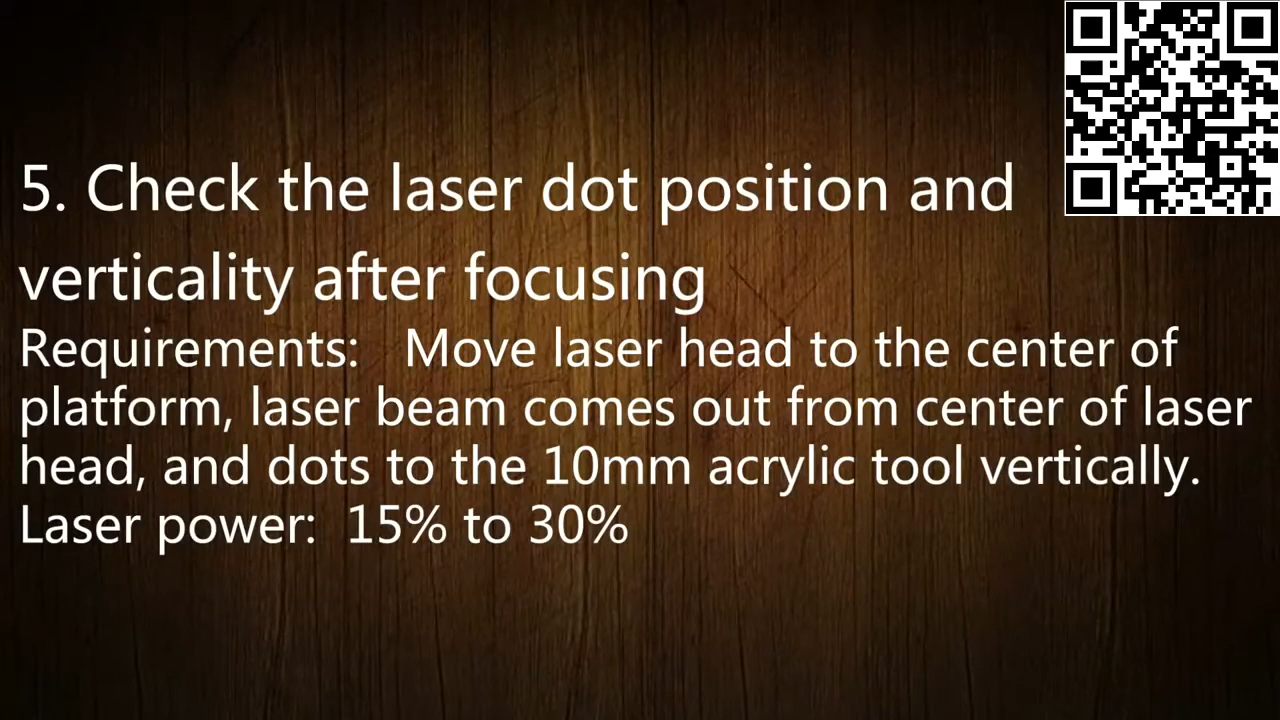 5. Check the laser dot position and
verticality after focusing
Requirements:   Move laser head to the center of
platform, laser beam comes out from center of laser
head, and dots to the 10mm acrylic tool vertically.
Laser power:  15% to 30%